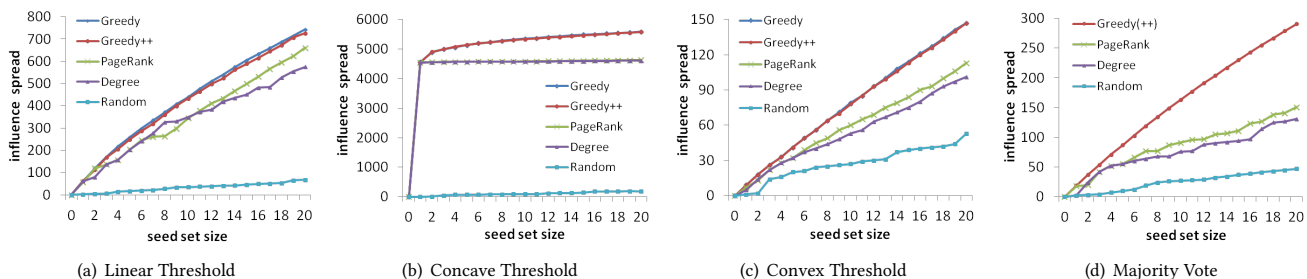 800
700
600
500
400
300
200
100
0
influence spread
Greedy
Greedy++
PageRank
Degree
Random
0 2 4 6 8 10 12 14 16 18 20
seed set size
(a) Linear Threshold
6000
5000
4000
3000
2000
1000
0
influence spread
Greedy
Greedy++
PageRank
Degree
Random
0 2 4 6 8 10 12 14 16 18 20
seed set size
(b) Concave Threshold
150
120
90
60
30
0
influence spread
Greedy
Greedy++
PageRank
Degree
Random
0 2 4 6 8 10 12 14 16 18 20
seed set size
(c) Convex Threshold
300
250
200
150
100
50
0
influence spread
Greedy(++)
PageRank
Degree
Random
0 2 4 6 8 10 12 14 16 18 20
seed set size
(d) Majority Vote